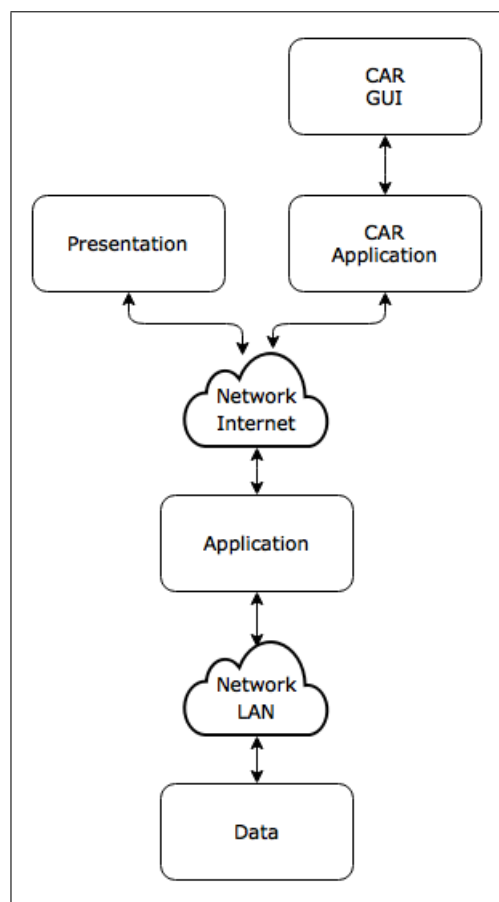 CAR
GUI
Presentation
CAR
Application
Network
Internet
Application
Network
LAN
Data